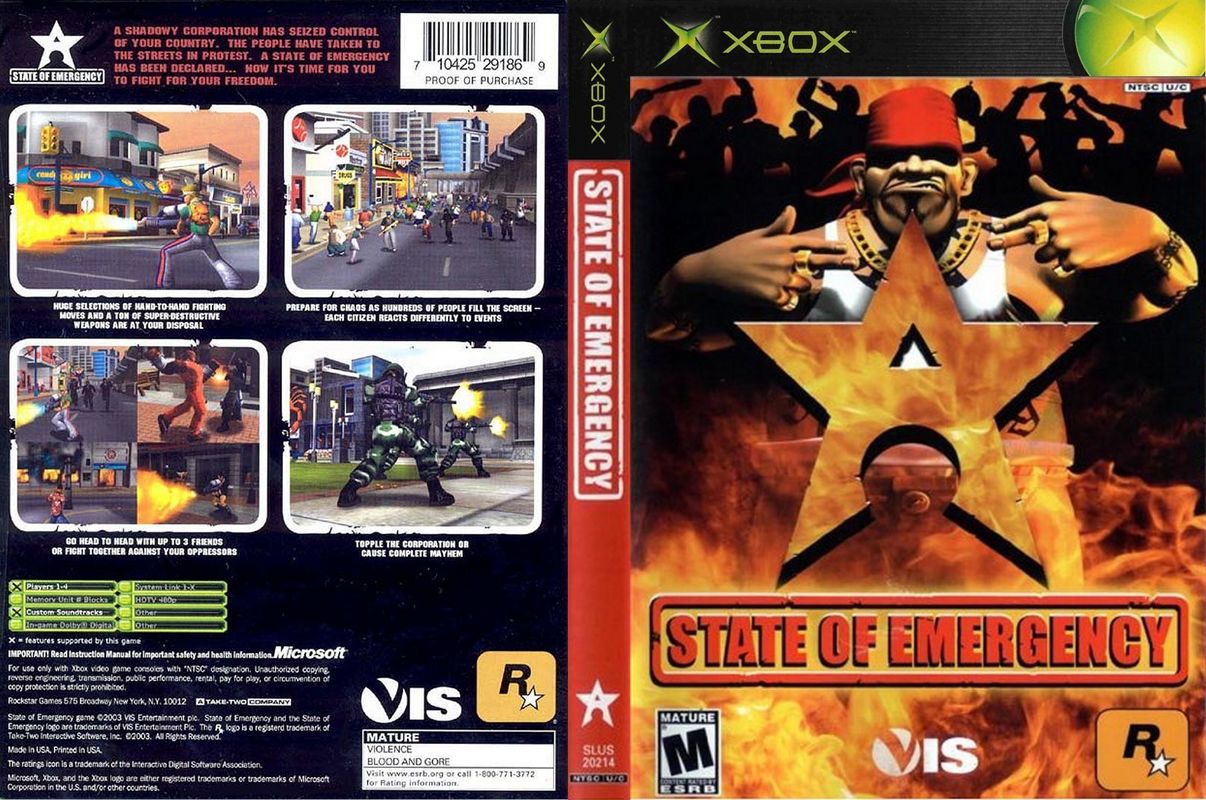 A SHADOWY CORPORATION HAS SEIZED CONTROL
OF YOUR COUNTRY. THE PEOPLE HAVE TAKEN TO
THE STREETS IN PROTEST. A STATE OF EMERGENCY
HAS BEEN DECLARED... NOW IT'S TIME FOR YOU
TO FIGHT FOR YOUR FREEDOM.
STATE OF EMERGENCY
7 10425 29186 9
PROOF OF PURCHASE
candy girl
DRUGS
HUGE SELECTIONS OF HAND-TO-HAND FIGHTING
MOVES AND A TON OF SUPER-DESTRUCTIVE
WEAPONS ARE AT YOUR DISPOSAL
PREPARE FOR CHAOS AS HUNDREDS OF PEOPLE FILL THE SCREEN –
EACH CITIZEN REACTS DIFFERENTLY TO EVENTS
GO HEAD TO HEAD WITH UP TO 3 FRIENDS
OR FIGHT TOGETHER AGAINST YOUR OPPRESSORS
TOPPLE THE CORPORATION OR
CAUSE COMPLETE MAYHEM
X Players 1-4
System Link 1-X
Memory Unit # Blocks
HDTV 480p
X Custom Soundtracks
Other
In-game Dolby® Digital
Other
X = features supported by this game
IMPORTANT! Read Instruction Manual for important safety and health information.
Microsoft
For use only with Xbox video game consoles with "NTSC" designation. Unauthorized copying,
reverse engineering, transmission, public performance, rental, pay for play, or circumvention of
copy protection is strictly prohibited.
Rockstar Games 575 Broadway New York, N.Y. 10012
A TAKE-TWO COMPANY
State of Emergency game ©2003 VIS Entertainment plc. State of Emergency and the State of
Emergency logo are trademarks of VIS Entertainment Plc. The R★ logo is a registerd trademark of
Take-Two Interactive Software, Inc. ©2003. All Rights Reserved.
Made in USA, Printed in USA.
The ratings icon is a trademark of the Interactive Digital Software Association.
Microsoft, Xbox, and the Xbox logo are either registered trademarks or trademarks of Microsoft
Corporation in the U.S. and/or other countries.
VIS
R
MATURE
VIOLENCE
BLOOD AND GORE
Visit www.esrb.org or call 1-800-771-3772
for Rating information.
XBOX
STATE OF EMERGENCY
SLUS
20214
NTSC U/C
XBOX™
NTSC U/C
STATE OF EMERGENCY
MATURE
M
CONTENT RATED BY
ESRB
VIS
R